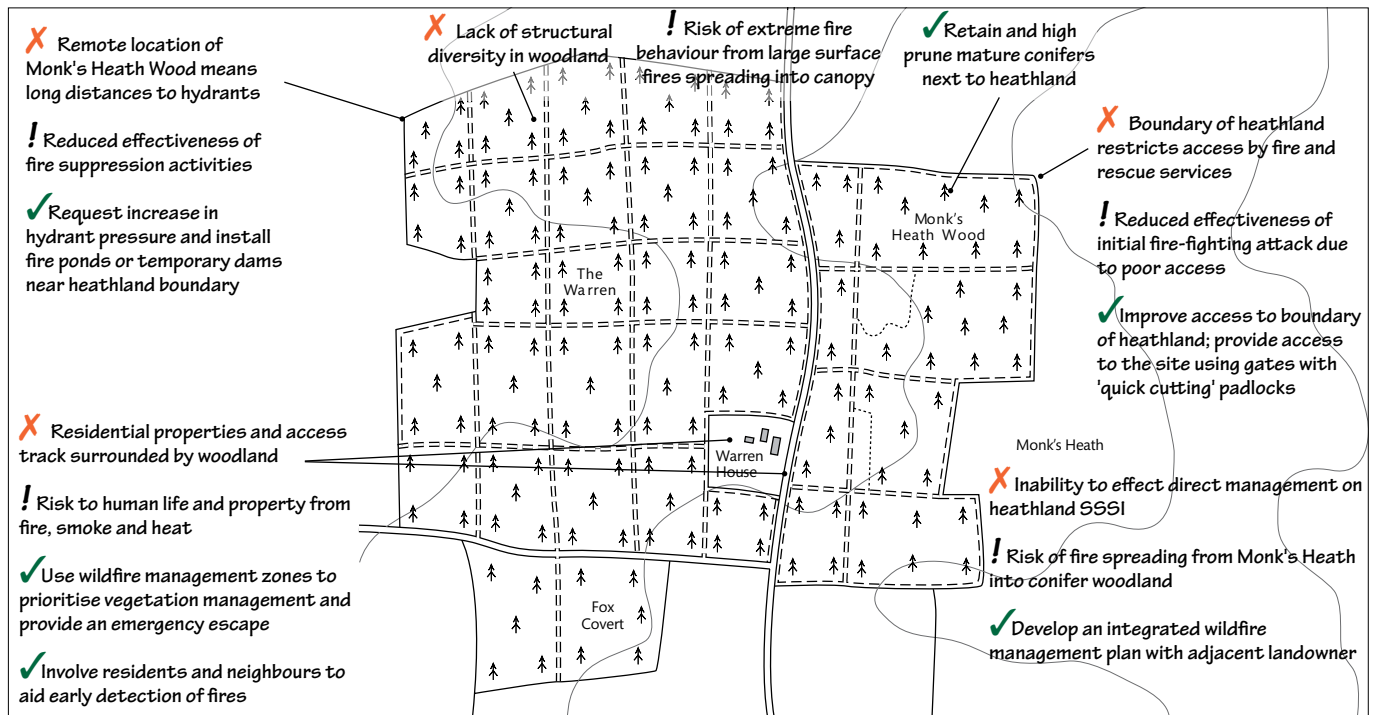 ✗ Remote location of
Monk's Heath Wood means
long distances to hydrants
! Reduced effectiveness of
fire suppression activities
✓ Request increase in
hydrant pressure and install
fire ponds or temporary dams
near heathland boundary
✗ Lack of structural
diversity in woodland
! Risk of extreme fire
behaviour from large surface
fires spreading into canopy
✓ Retain and high
prune mature conifers
next to heathland
✗ Boundary of heathland
restricts access by fire and
rescue services
! Reduced effectiveness of
initial fire-fighting attack due
to poor access
✓ Improve access to boundary
of heathland; provide access
to the site using gates with
'quick cutting' padlocks
Monk's
Heath Wood
The
Warren
✗ Residential properties and access
track surrounded by woodland
! Risk to human life and property from
fire, smoke and heat
✓ Use wildfire management zones to
prioritise vegetation management and
provide an emergency escape
✓ Involve residents and neighbours to
aid early detection of fires
Warren
House
Fox
Covert
Monk's Heath
✗ Inability to effect direct management on
heathland SSSI
! Risk of fire spreading from Monk's Heath
into conifer woodland
✓ Develop an integrated wildfire
management plan with adjacent landowner